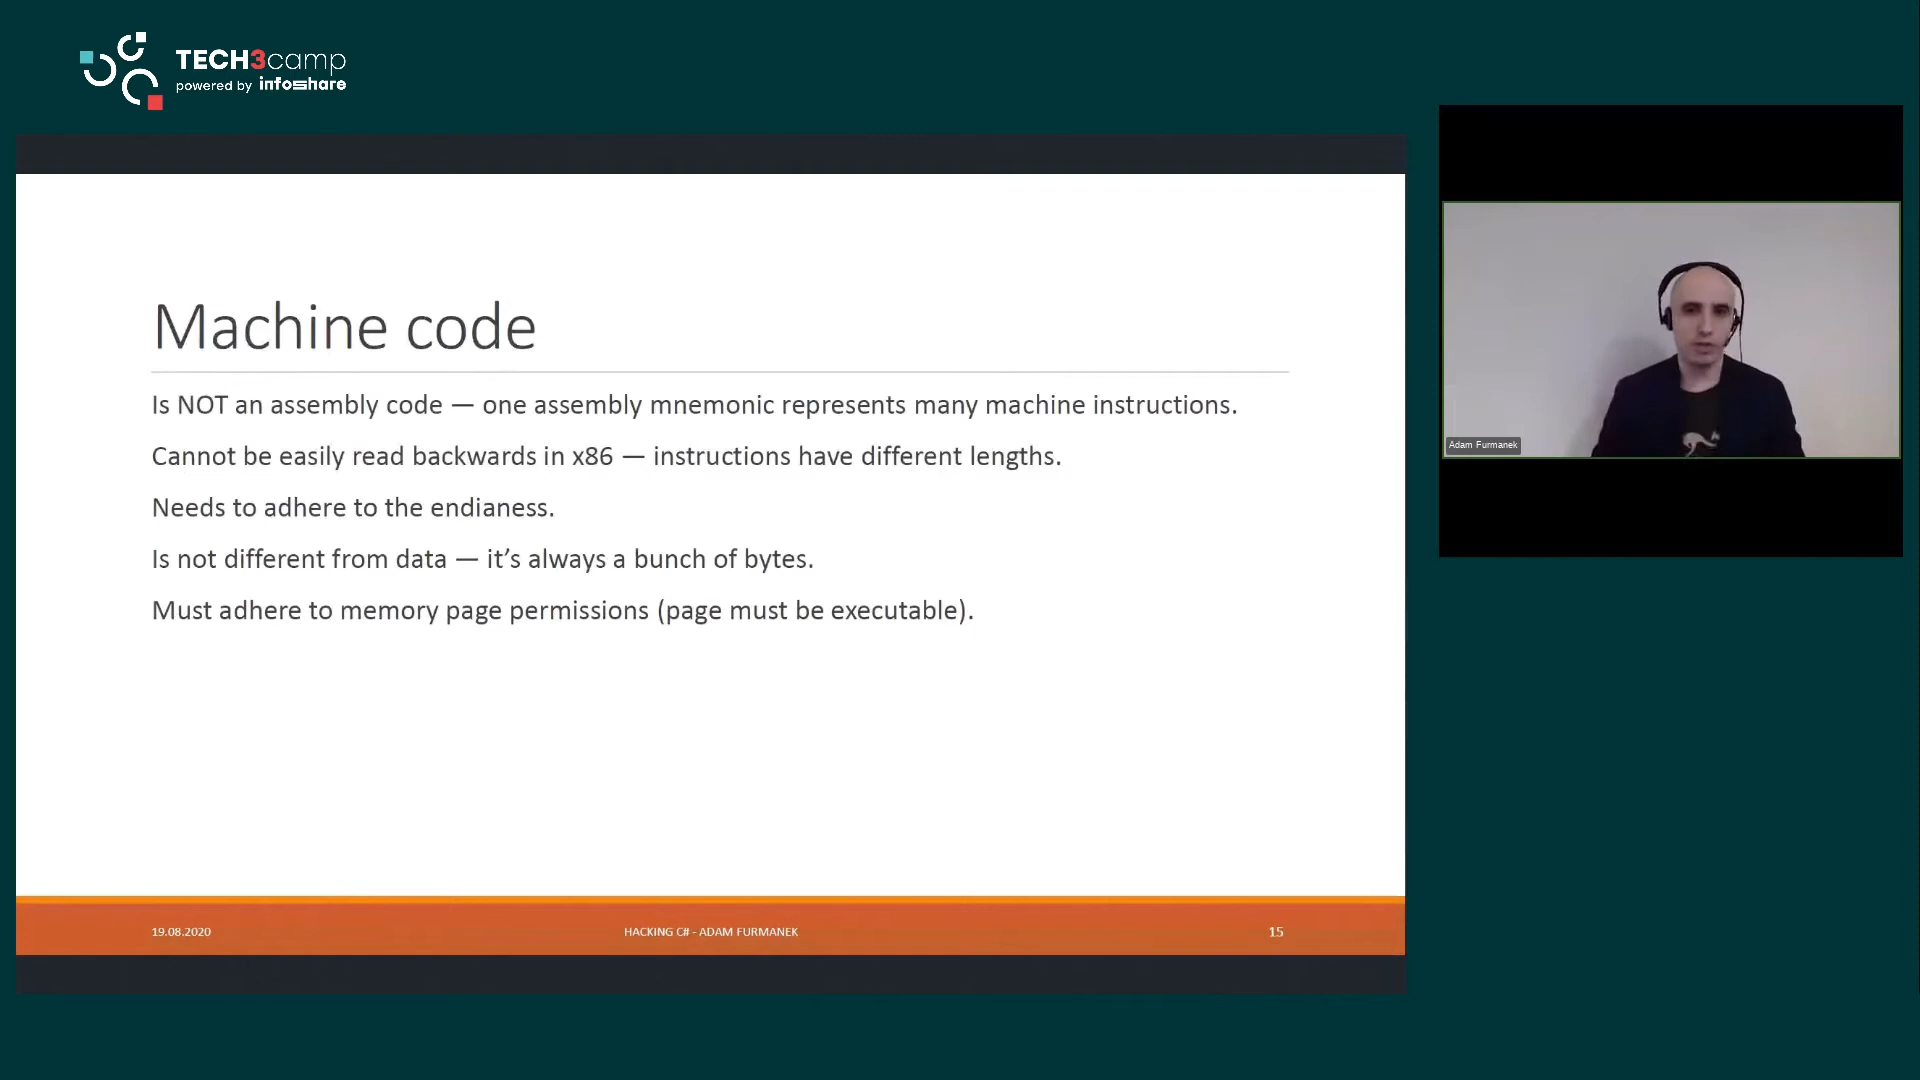 TECH3camp
powered by infoshare
Machine code
Is NOT an assembly code — one assembly mnemonic represents many machine instructions.
Cannot be easily read backwards in x86 — instructions have different lengths.
Needs to adhere to the endianess.
Is not different from data — it’s always a bunch of bytes.
Must adhere to memory page permissions (page must be executable).
19.08.2020
HACKING C# - ADAM FURMANEK
15
Adam Furmanek